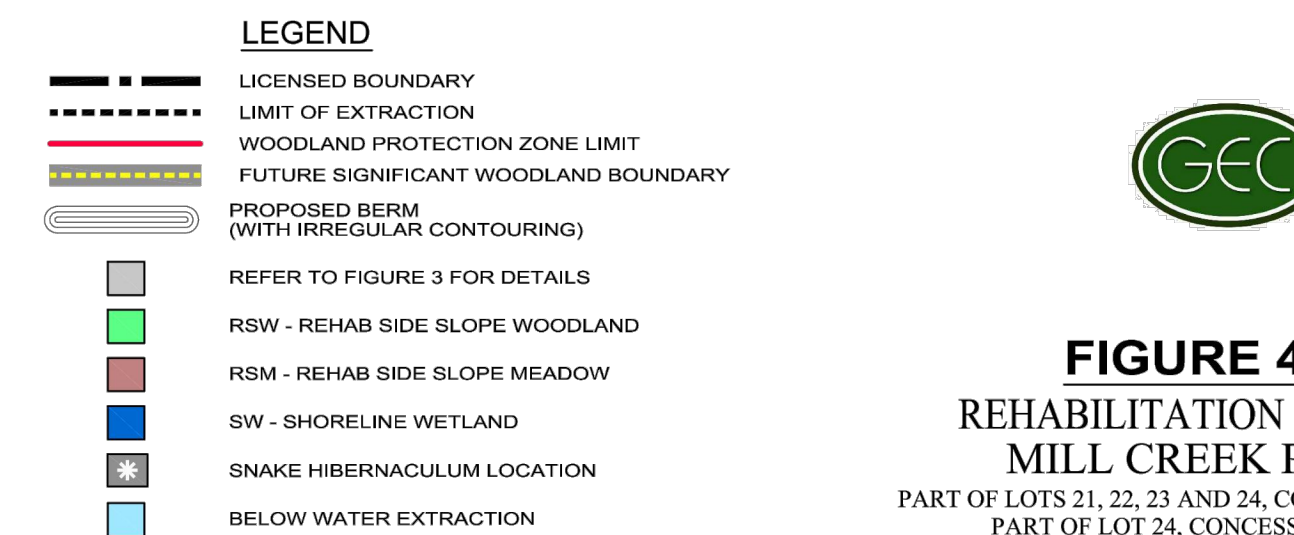 LEGEND
LICENSED BOUNDARY
LIMIT OF EXTRACTION
WOODLAND PROTECTION ZONE LIMIT
FUTURE SIGNIFICANT WOODLAND BOUNDARY
PROPOSED BERM
(WITH IRREGULAR CONTOURING)
REFER TO FIGURE 3 FOR DETAILS
RSW - REHAB SIDE SLOPE WOODLAND
RSM - REHAB SIDE SLOPE MEADOW
SW - SHORELINE WETLAND
SNAKE HIBERNACULUM LOCATION
BELOW WATER EXTRACTION
GEC
FIGURE 4
REHABILITATION
MILL CREEK
PART OF LOTS 21, 22, 23 AND 24,
PART OF LOT 24,